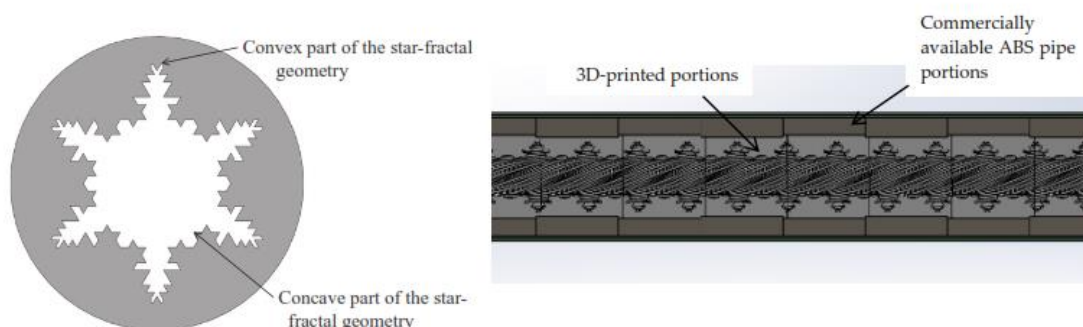 Convex part of the star-fractal
geometry
Concave part of the star-
fractal geometry
3D-printed portions
Commercially
available ABS pipe
portions